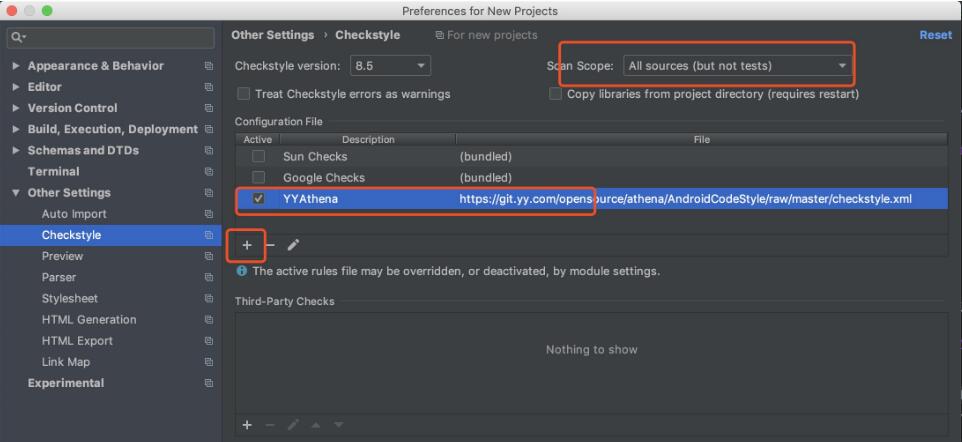 Preferences for New Projects
Other Settings › Checkstyle For new projects Reset
Appearance & Behavior
Editor
Version Control
Build, Execution, Deployment
Schemas and DTDs
Terminal
Other Settings
Auto Import
Checkstyle
Preview
Parser
Stylesheet
HTML Generation
HTML Export
Link Map
Experimental
Checkstyle version: 8.5 Scan Scope: All sources (but not tests)
Treat Checkstyle errors as warnings Copy libraries from project directory (requires restart)
Configuration File
Active Description File
Sun Checks (bundled)
Google Checks (bundled)
YYAthena https://git.yy.com/opensource/athena/AndroidCodeStyle/raw/master/checkstyle.xml
The active rules file may be overridden, or deactivated, by module settings.
Third-Party Checks
Nothing to show